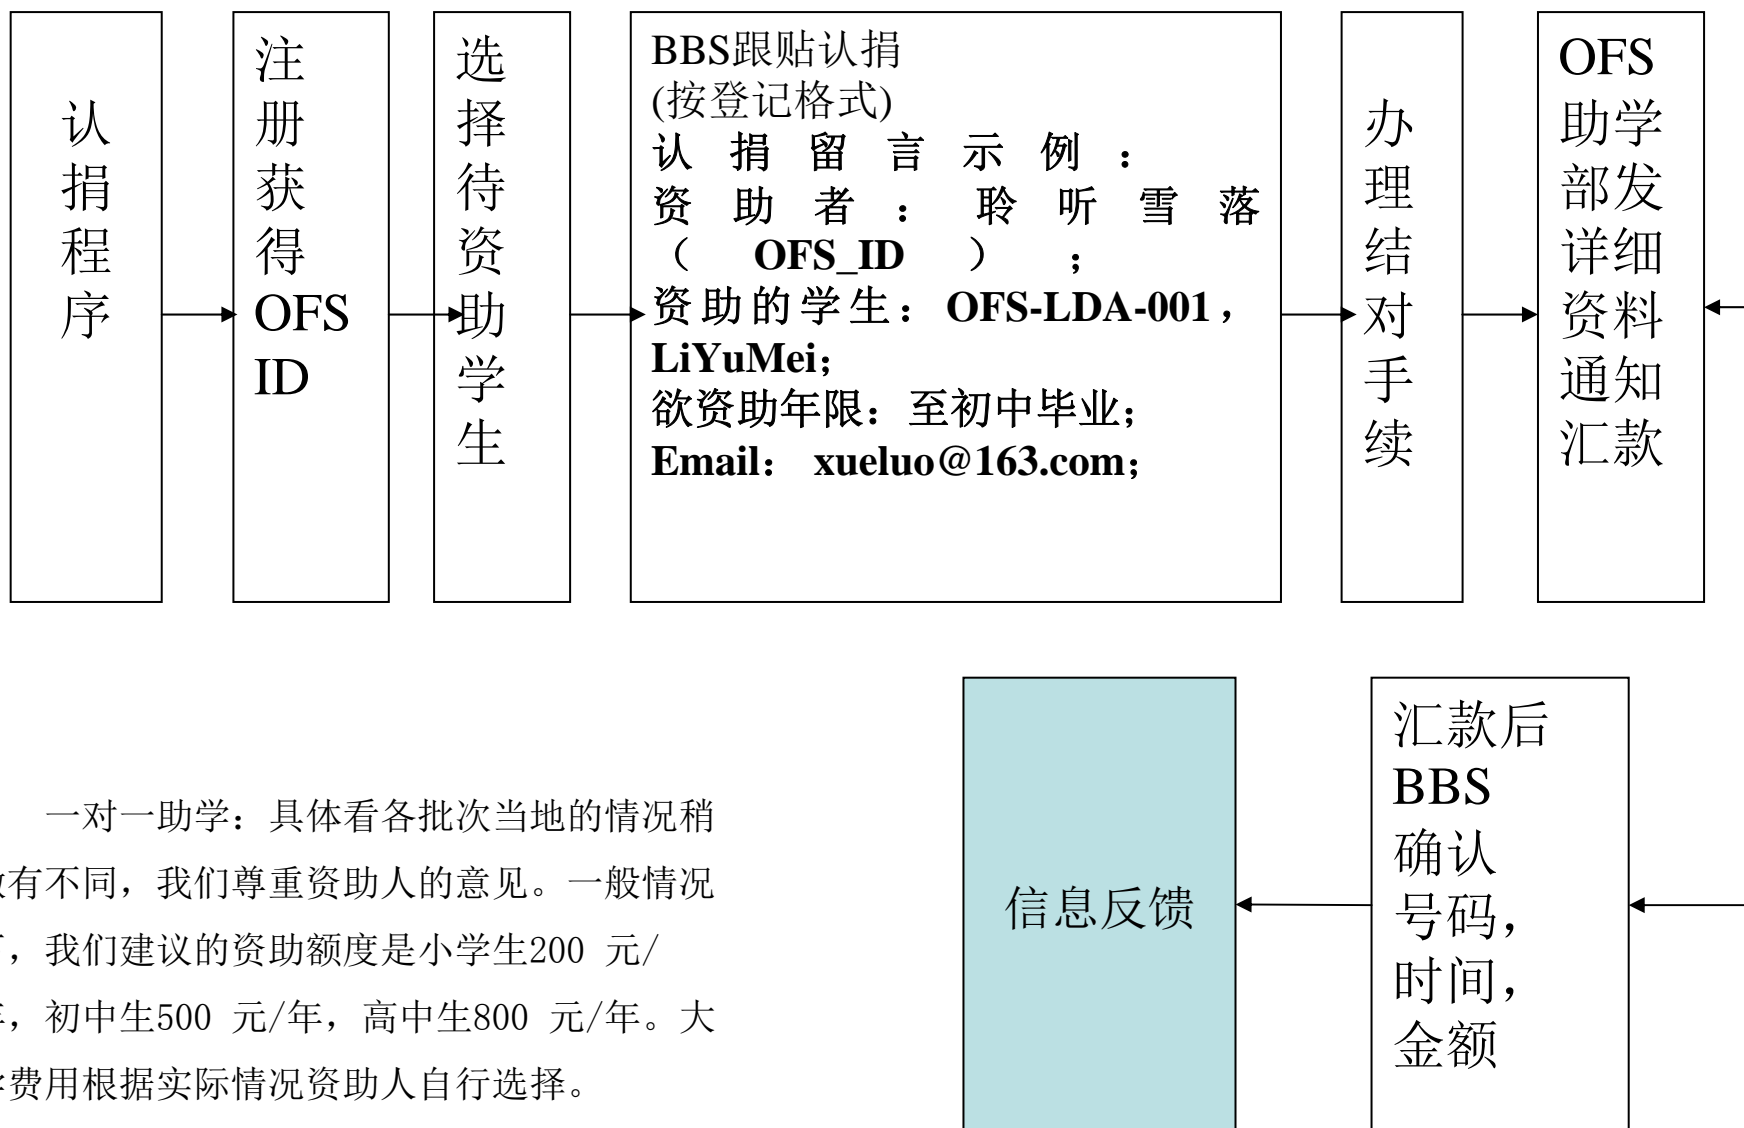 认
捐
程
序
注
册
获
得
OFS
ID
选
择
待
资
助
学
生
BBS跟贴认捐
(按登记格式)
认捐留言示例：
资助者：聆听雪落
（OFS_ID）；
资助的学生：OFS-LDA-001，
LiYuMei；
欲资助年限：至初中毕业；
Email： xueluo@163.com；
办
理
结
对
手
续
OFS
助学
部发
详细
资料
通知
汇款
汇款后
BBS
确认
号码，
时间，
金额
信息反馈
一对一助学：具体看各批次当地的情况稍
有不同，我们尊重资助人的意见。一般情况
，我们建议的资助额度是小学生200 元/
，初中生500 元/年，高中生800 元/年。大
费用根据实际情况资助人自行选择。